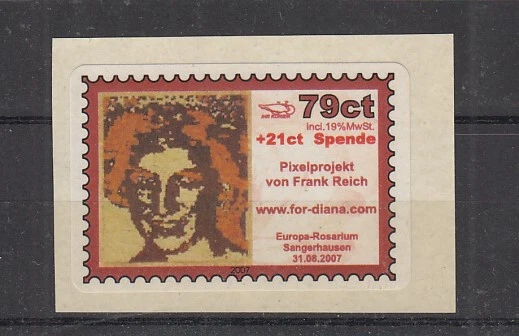 79ct
incl.19%MwSt.
+21ct Spende
Pixelprojekt
von Frank Reich
www.for-diana.com
Europa-Rosarium
Sangerhausen
31.08.2007
2007